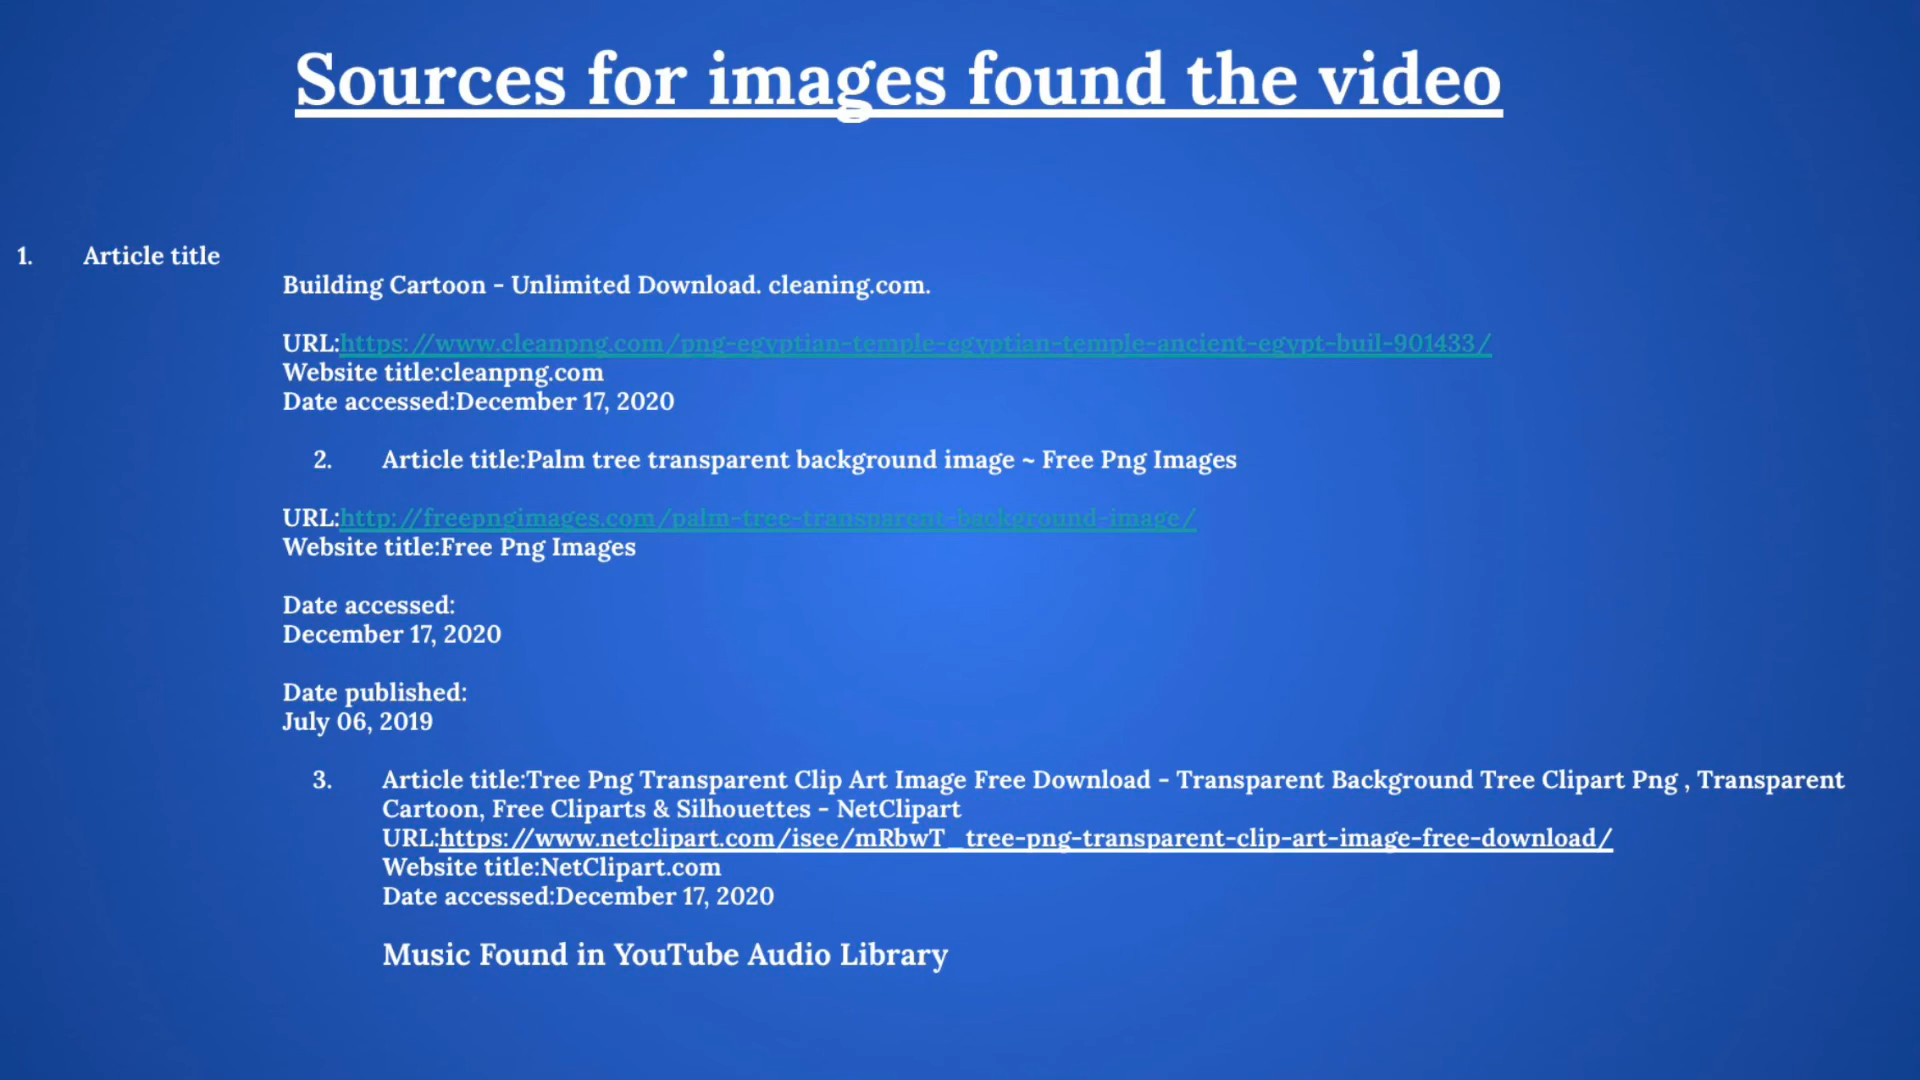 Sources for images found the video
1. Article title
Building Cartoon - Unlimited Download. cleaning.com.
URL:https://www.cleanpng.com/png-egyptian-temple-egyptian-temple-ancient-egypt-buil-901433/
Website title:cleanpng.com
Date accessed:December 17, 2020
2. Article title:Palm tree transparent background image ~ Free Png Images
URL:http://freepngimages.com/palm-tree-transparent-background-image/
Website title:Free Png Images
Date accessed:
December 17, 2020
Date published:
July 06, 2019
3. Article title:Tree Png Transparent Clip Art Image Free Download - Transparent Background Tree Clipart Png , Transparent
Cartoon, Free Cliparts & Silhouettes - NetClipart
URL:https://www.netclipart.com/isee/mRbwT_tree-png-transparent-clip-art-image-free-download/
Website title:NetClipart.com
Date accessed:December 17, 2020
Music Found in YouTube Audio Library